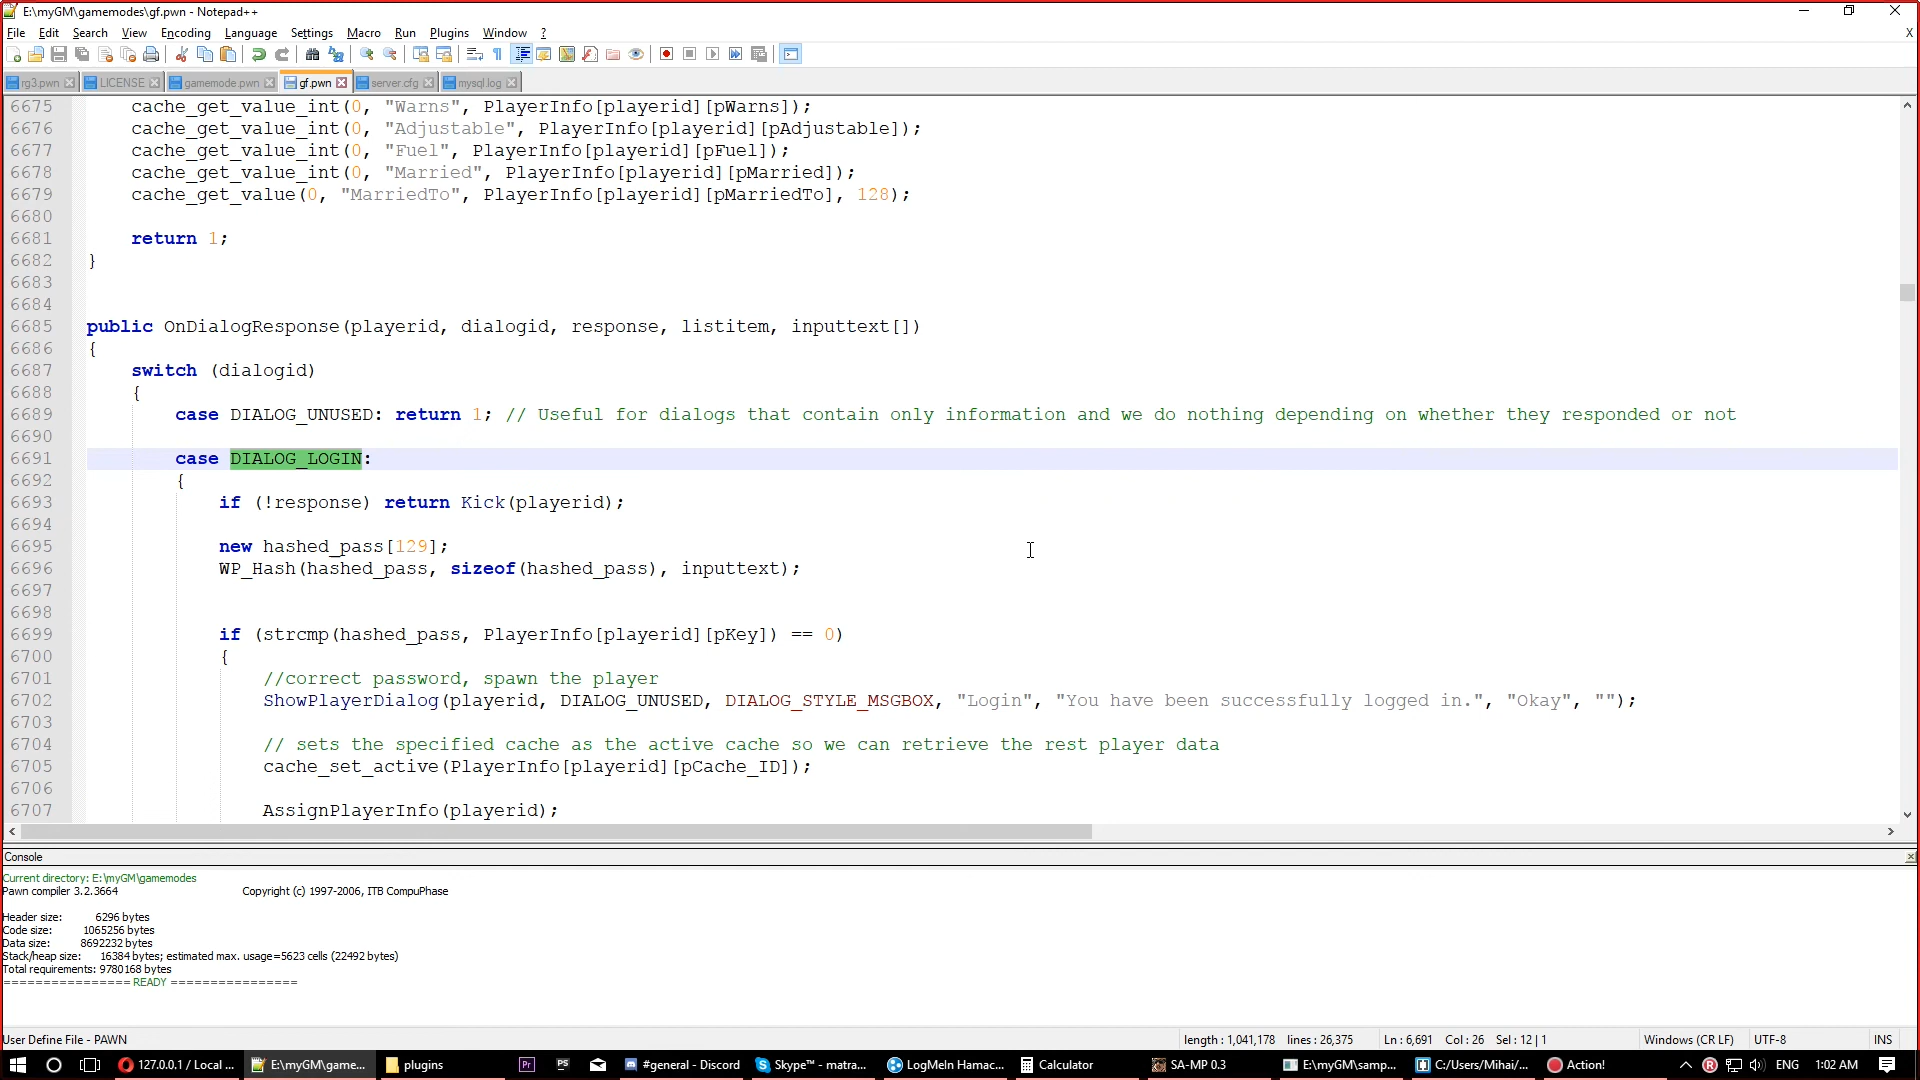 E:\myGM\gamemodes\gf.pwn - Notepad++
File Edit Search View Encoding Language Settings Macro Run Plugins Window ? X
rg3.pwn LICENSE gamemode.pwn gf.pwn server.cfg mysql.log
6675 cache_get_value_int(0, "Warns", PlayerInfo[playerid][pWarns]);
6676 cache_get_value_int(0, "Adjustable", PlayerInfo[playerid][pAdjustable]);
6677 cache_get_value_int(0, "Fuel", PlayerInfo[playerid][pFuel]);
6678 cache_get_value_int(0, "Married", PlayerInfo[playerid][pMarried]);
6679 cache_get_value(0, "MarriedTo", PlayerInfo[playerid][pMarriedTo], 128);
6680
6681 return 1;
6682 }
6683
6684
6685 public OnDialogResponse(playerid, dialogid, response, listitem, inputtext[])
6686 {
6687 switch (dialogid)
6688 {
6689 case DIALOG_UNUSED: return 1; // Useful for dialogs that contain only information and we do nothing depending on whether they responded or not
6690
6691 case DIALOG_LOGIN:
6692 {
6693 if (!response) return Kick(playerid);
6694
6695 new hashed_pass[129];
6696 WP_Hash(hashed_pass, sizeof(hashed_pass), inputtext);
6697
6698
6699 if (strcmp(hashed_pass, PlayerInfo[playerid][pKey]) == 0)
6700 {
6701 //correct password, spawn the player
6702 ShowPlayerDialog(playerid, DIALOG_UNUSED, DIALOG_STYLE_MSGBOX, "Login", "You have been successfully logged in.", "Okay", "");
6703
6704 // sets the specified cache as the active cache so we can retrieve the rest player data
6705 cache_set_active(PlayerInfo[playerid][pCache_ID]);
6706
6707 AssignPlayerInfo(playerid);
Console
Current directory: E:\myGM\gamemodes
Pawn compiler 3.2.3664 Copyright (c) 1997-2006, ITB CompuPhase
Header size: 6296 bytes
Code size: 1065256 bytes
Data size: 8692232 bytes
Stack/heap size: 16384 bytes; estimated max. usage=5623 cells (22492 bytes)
Total requirements: 9780168 bytes
================ READY ================
User Define File - PAWN length : 1,041,178 lines : 26,375 Ln : 6,691 Col : 26 Sel : 12 | 1 Windows (CR LF) UTF-8 INS
127.0.0.1 / Local ... E:\myGM\game... plugins Pr PS #general - Discord Skype™ - matra... LogMeIn Hamac... Calculator SA-MP 0.3 E:\myGM\samp... C:/Users/Mihai/... Action! ENG 1:02 AM